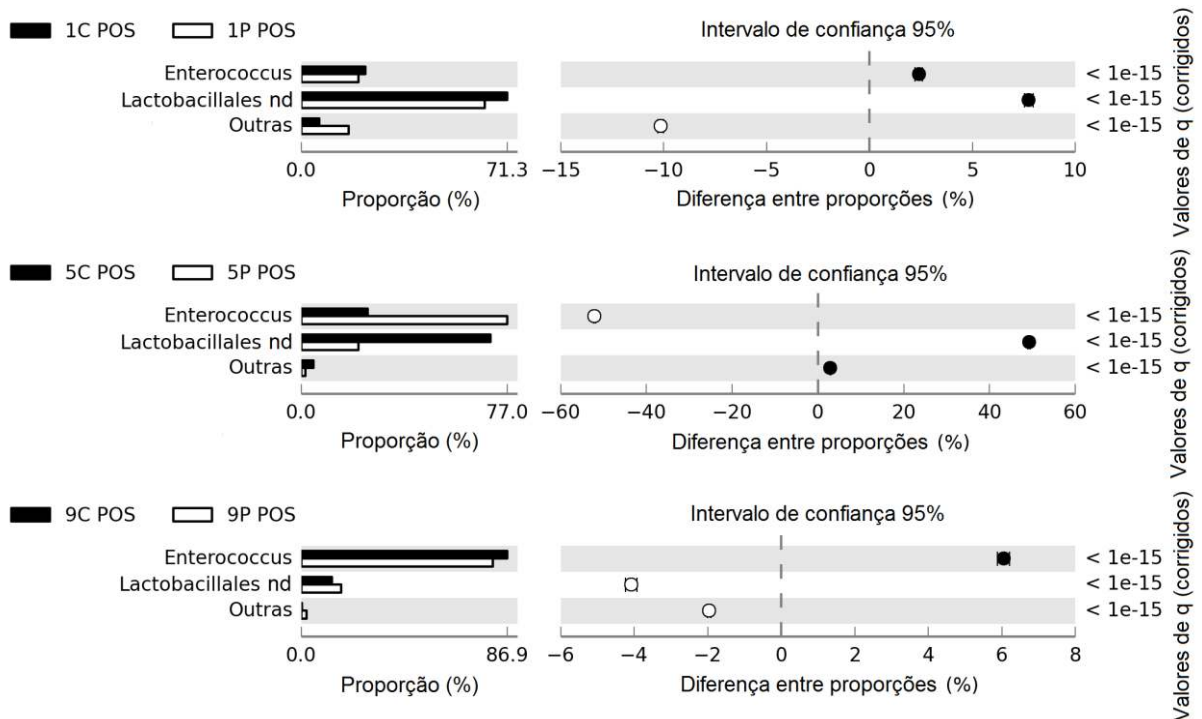 1C POS 1P POS
Intervalo de confiança 95%
Enterococcus < 1e-15
Lactobacillales nd < 1e-15
Outras < 1e-15
0.0 71.3 −15 −10 −5 0 5 10
Proporção (%) Diferença entre proporções (%)
Valores de q (corrigidos)
5C POS 5P POS
Intervalo de confiança 95%
Enterococcus < 1e-15
Lactobacillales nd < 1e-15
Outras < 1e-15
0.0 77.0 −60 −40 −20 0 20 40 60
Proporção (%) Diferença entre proporções (%)
Valores de q (corrigidos)
9C POS 9P POS
Intervalo de confiança 95%
Enterococcus < 1e-15
Lactobacillales nd < 1e-15
Outras < 1e-15
0.0 86.9 −6 −4 −2 0 2 4 6 8
Proporção (%) Diferença entre proporções (%)
Valores de q (corrigidos)